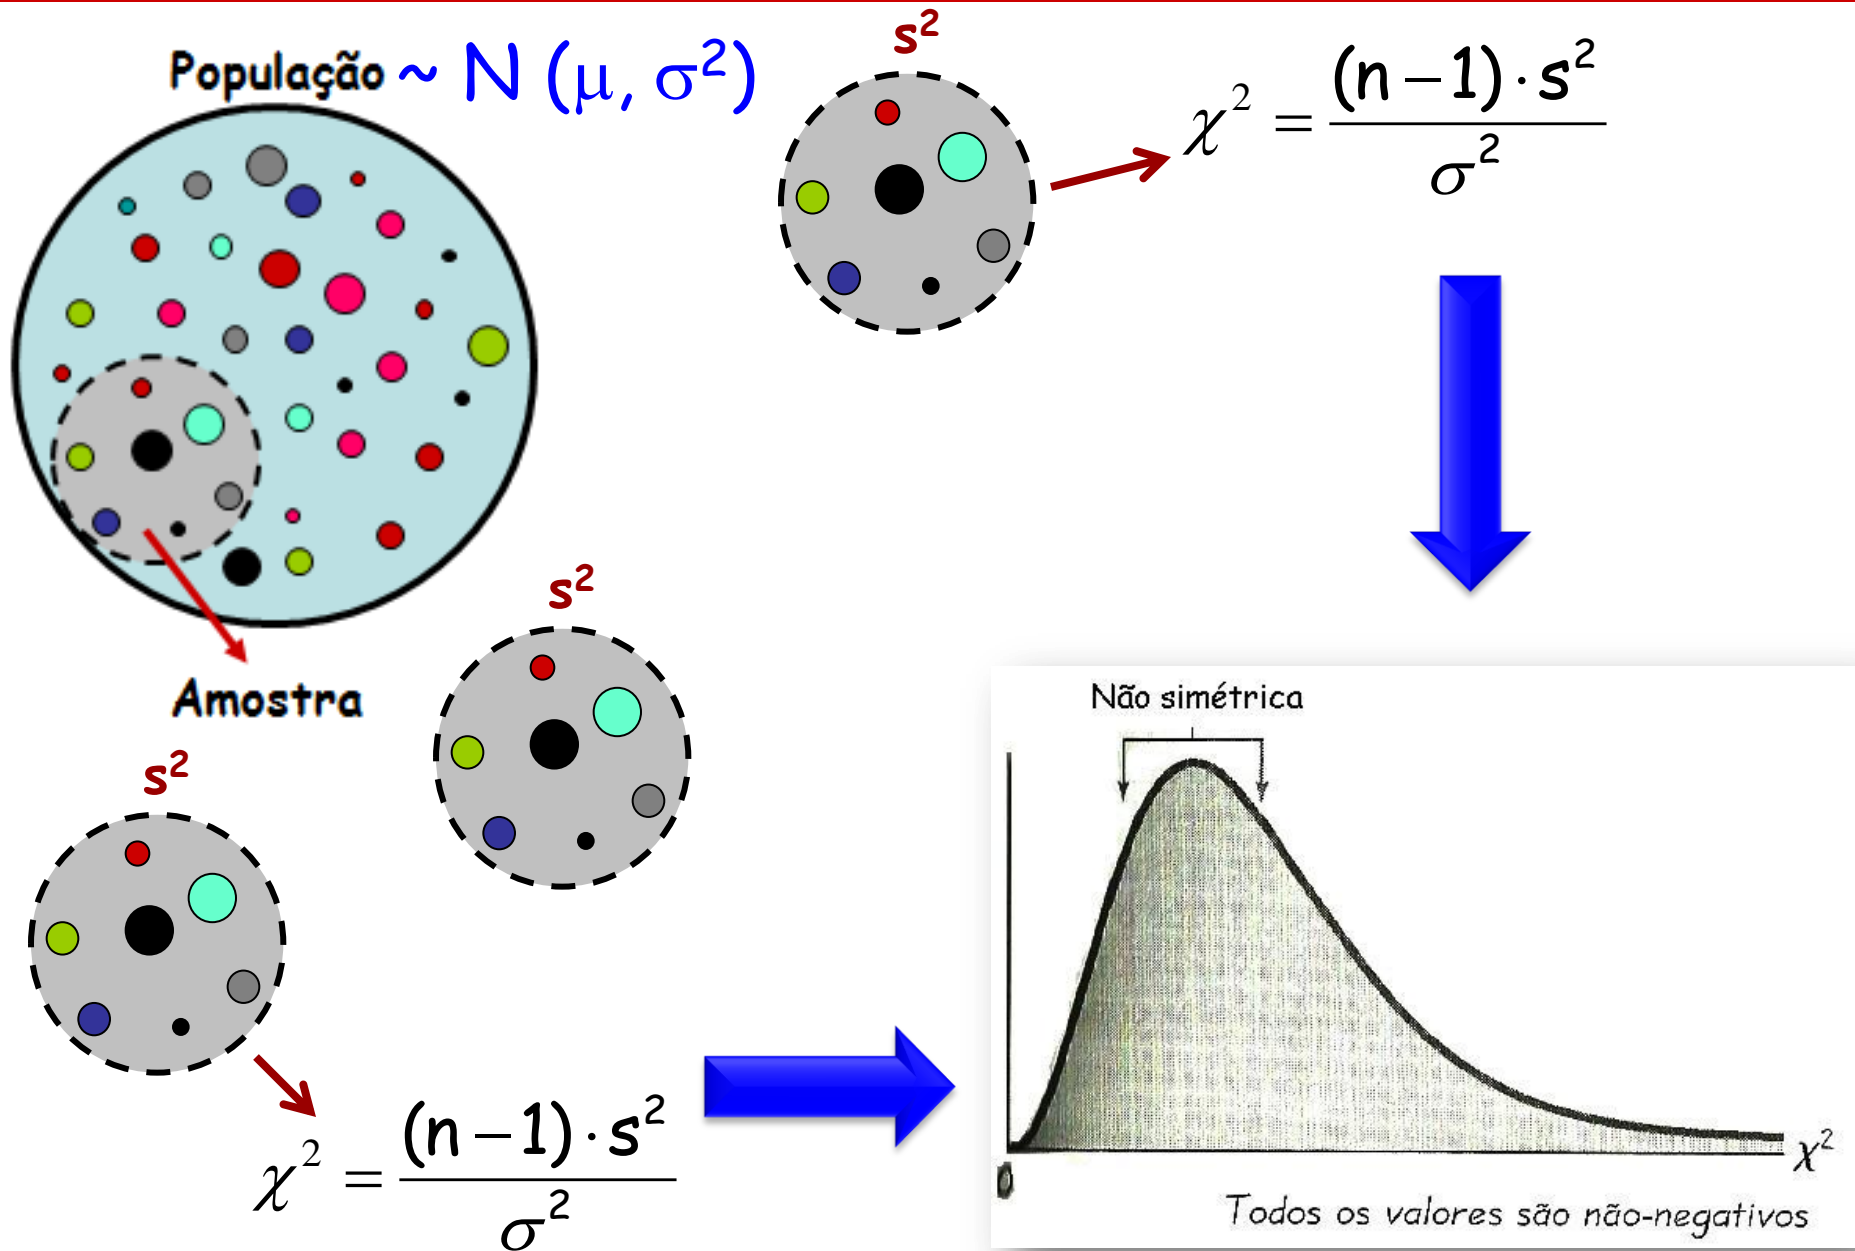 População ~ N (μ, σ²)
s²
χ² = (n – 1) · s² / σ²
Amostra
s²
s²
χ² = (n – 1) · s² / σ²
Não simétrica
0
χ²
Todos os valores são não-negativos